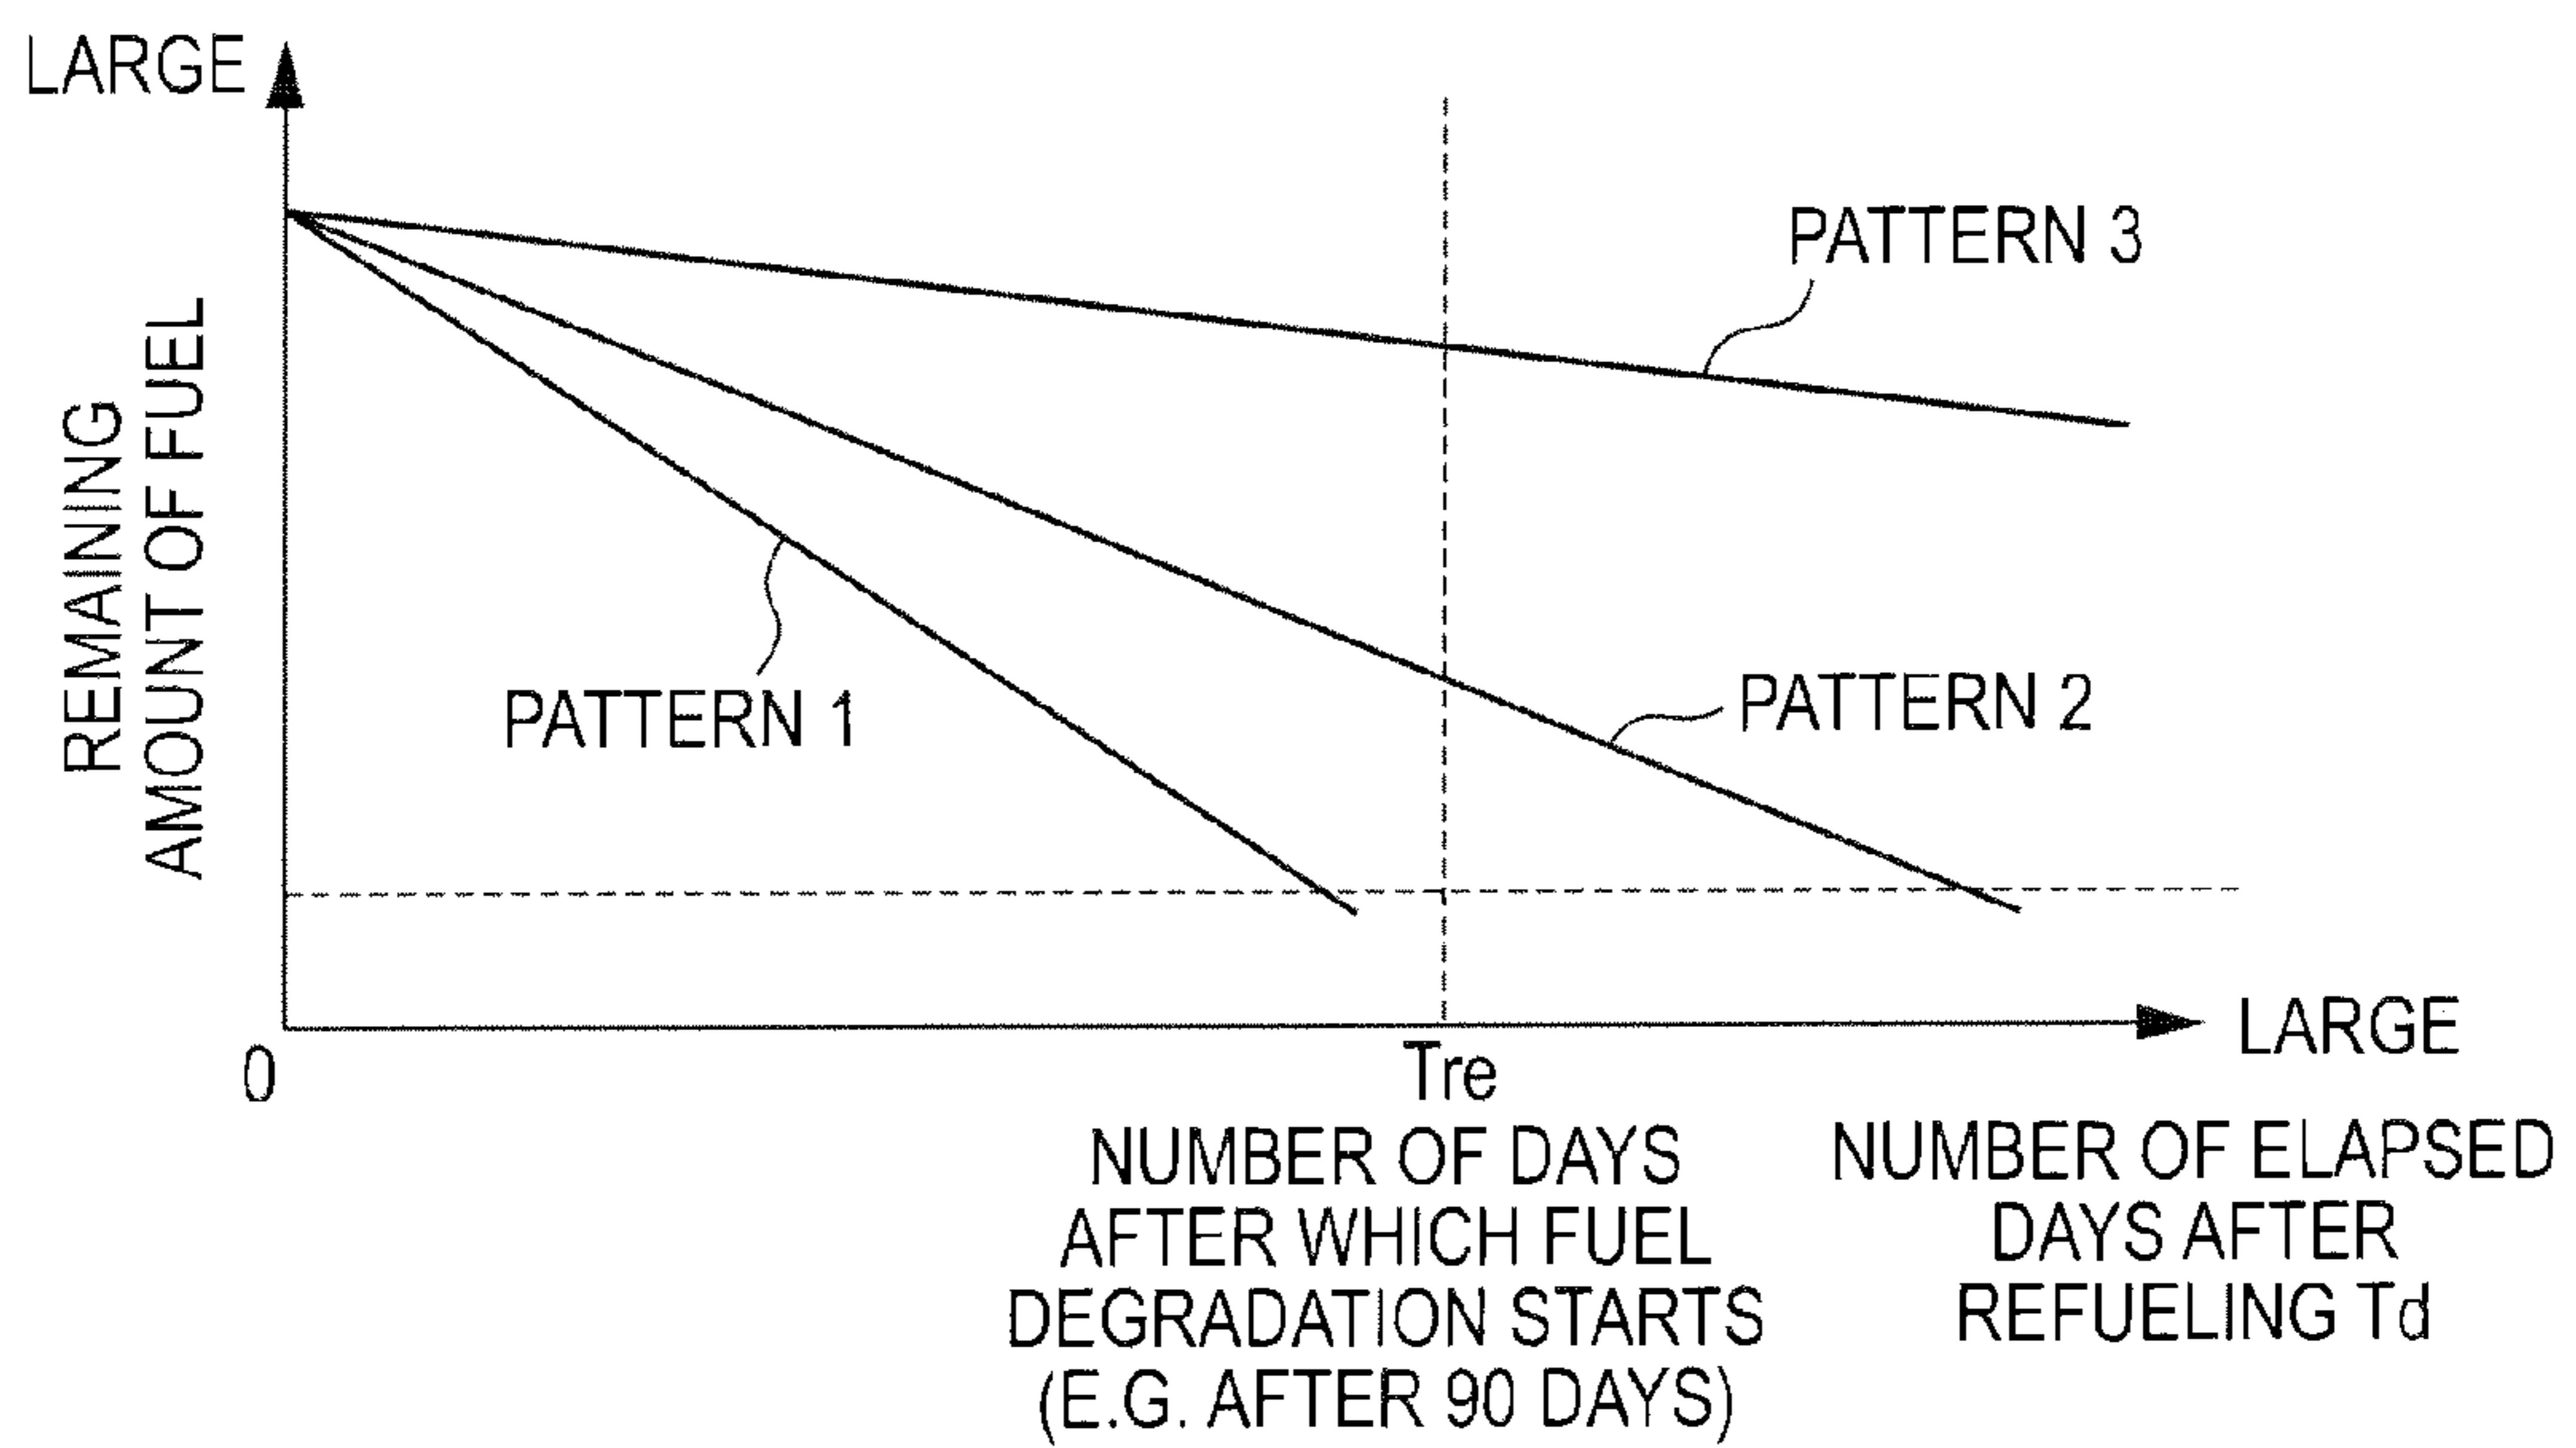 LARGE
REMAINING
AMOUNT OF FUEL
PATTERN 3
PATTERN 1
PATTERN 2
0
Tre
LARGE
NUMBER OF DAYS
AFTER WHICH FUEL
DEGRADATION STARTS
(E.G. AFTER 90 DAYS)
NUMBER OF ELAPSED
DAYS AFTER
REFUELING Td